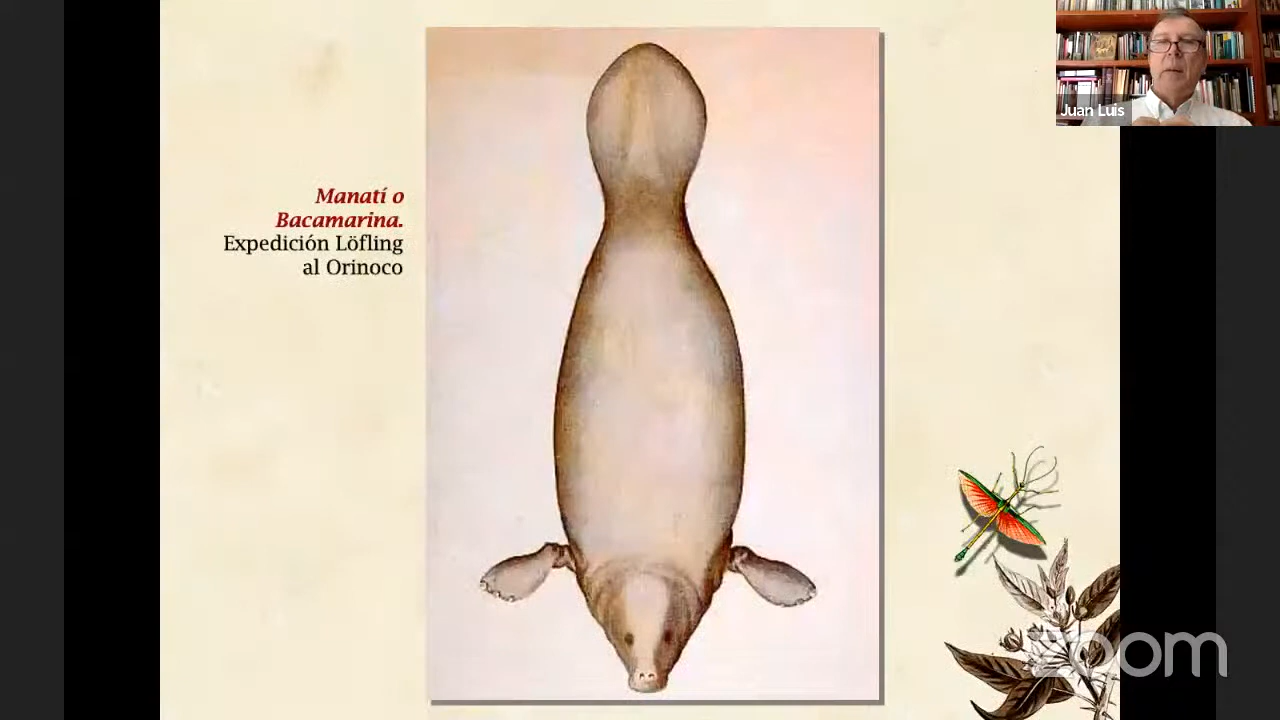 Manatí o
Bacamarina.
Expedición Löfling
al Orinoco
Juan Luis
zoom